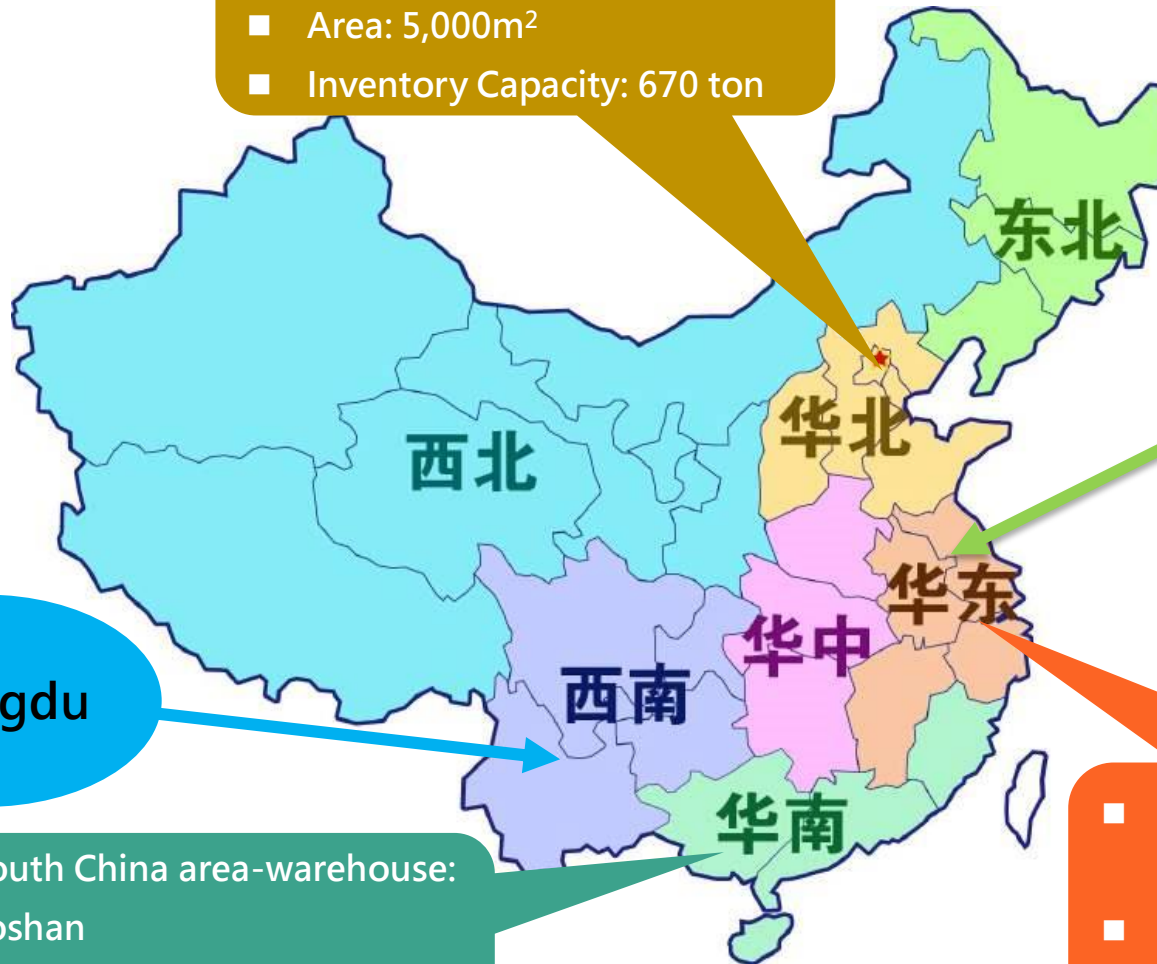 Area: 5,000m²
Inventory Capacity: 670 ton
东北
华北
西北
华东
华中
西南
gdu
华南
outh China area-warehouse:
oshan